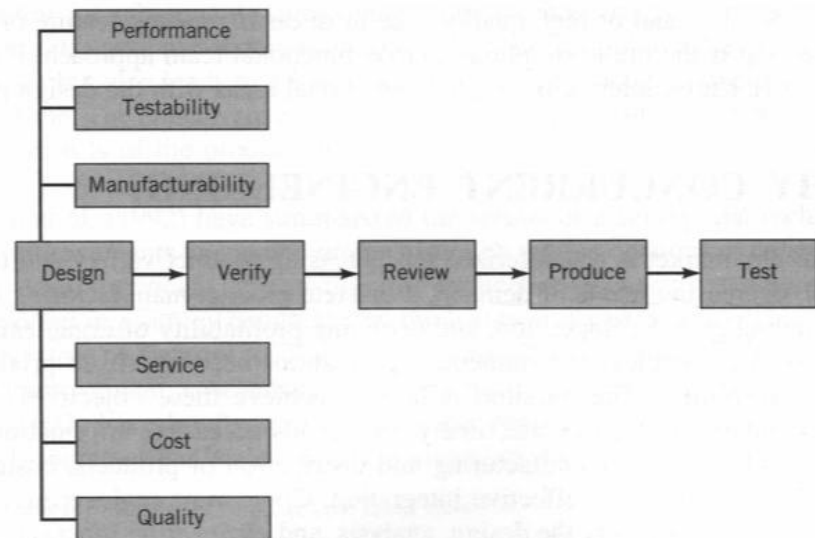 Performance
Testability
Manufacturability
Design
Verify
Review
Produce
Test
Service
Cost
Quality